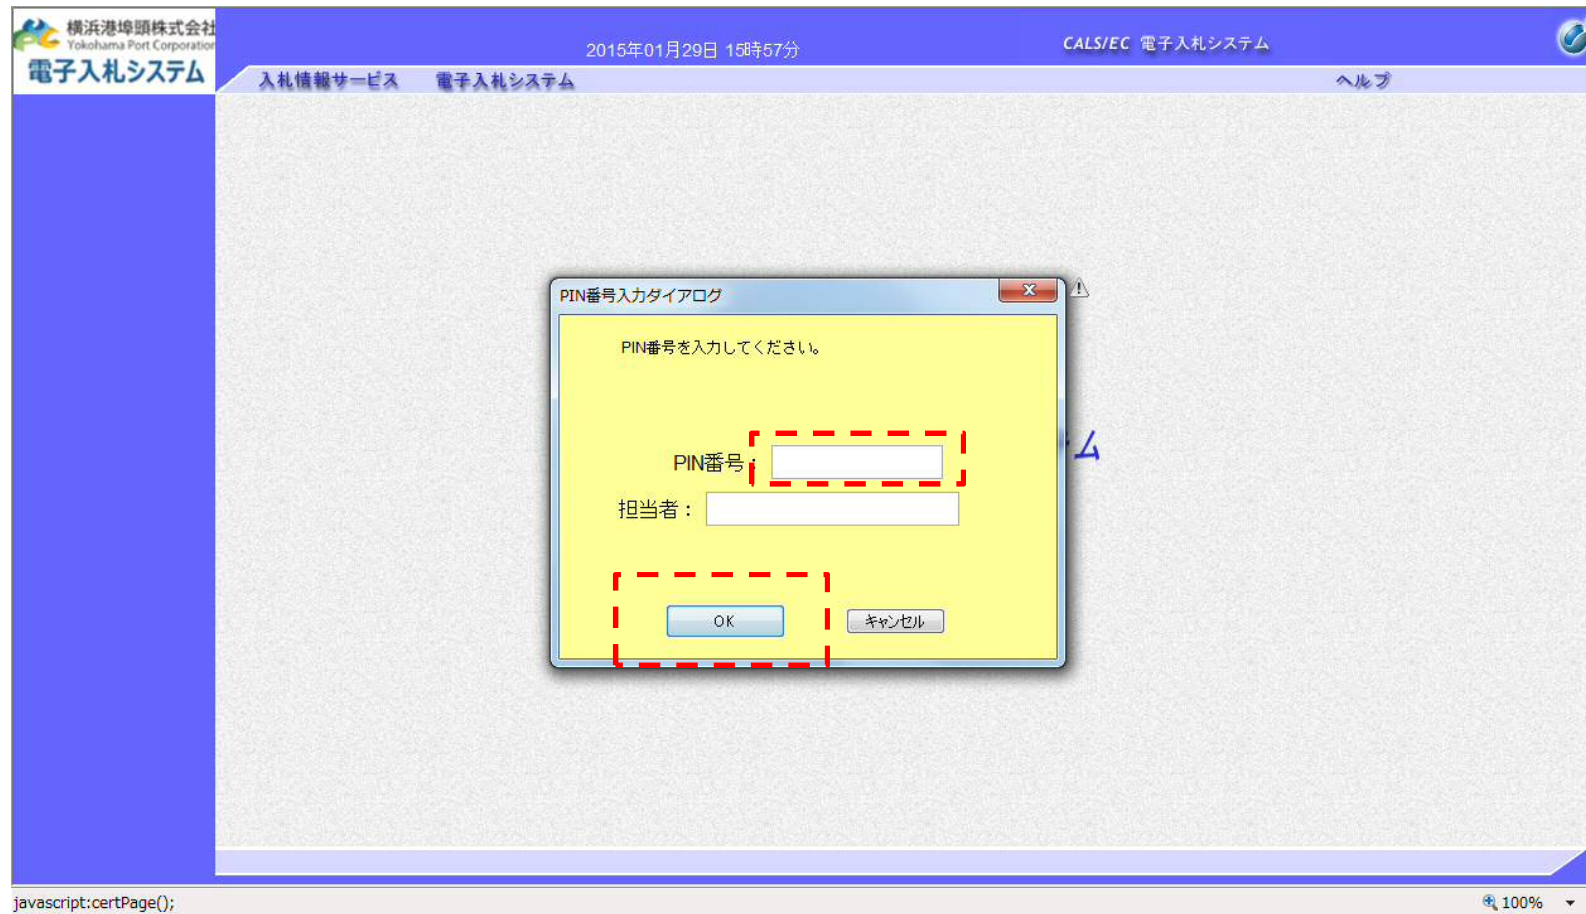 横浜港埠頭株式会社
Yokohama Port Corporation
電子入札システム
2015年01月29日 15時57分
CALS/EC 電子入札システム
入札情報サービス 電子入札システム ヘルプ
PIN番号入力ダイアログ
PIN番号を入力してください。
PIN番号：
ム
担当者：
OK キャンセル
javascript:certPage();
100%